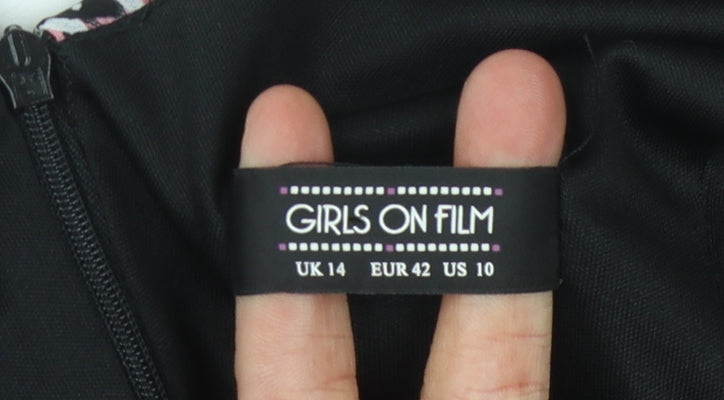 GIRLS ON FILM
UK 14 EUR 42 US 10